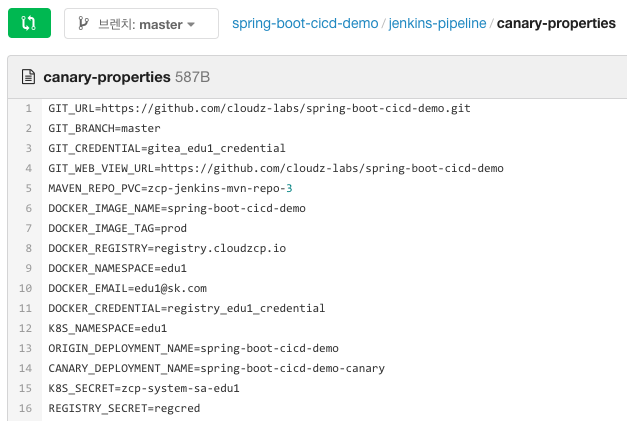 브렌치: master
spring-boot-cicd-demo / jenkins-pipeline / canary-properties
canary-properties 587B
1 GIT_URL=https://github.com/cloudz-labs/spring-boot-cicd-demo.git
2 GIT_BRANCH=master
3 GIT_CREDENTIAL=gitea_edu1_credential
4 GIT_WEB_VIEW_URL=https://github.com/cloudz-labs/spring-boot-cicd-demo
5 MAVEN_REPO_PVC=zcp-jenkins-mvn-repo-3
6 DOCKER_IMAGE_NAME=spring-boot-cicd-demo
7 DOCKER_IMAGE_TAG=prod
8 DOCKER_REGISTRY=registry.cloudzcp.io
9 DOCKER_NAMESPACE=edu1
10 DOCKER_EMAIL=edu1@sk.com
11 DOCKER_CREDENTIAL=registry_edu1_credential
12 K8S_NAMESPACE=edu1
13 ORIGIN_DEPLOYMENT_NAME=spring-boot-cicd-demo
14 CANARY_DEPLOYMENT_NAME=spring-boot-cicd-demo-canary
15 K8S_SECRET=zcp-system-sa-edu1
16 REGISTRY_SECRET=regcred